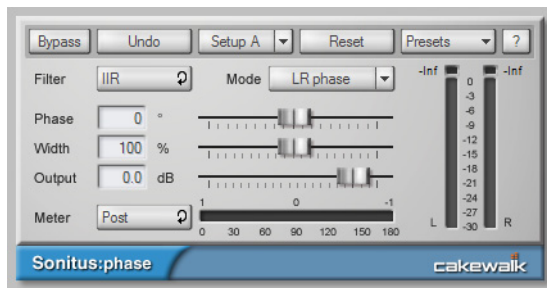 Bypass Undo Setup A Reset Presets ?
Filter IIR Mode LR phase
Phase 0 °
Width 100 %
Output 0.0 dB
Meter Post
1 0 -1
0 30 60 90 120 150 180
-Inf -Inf
0
-3
-6
-9
-12
-15
-18
-21
-24
-27
L -30 R
Sonitus:phase
cakewalk